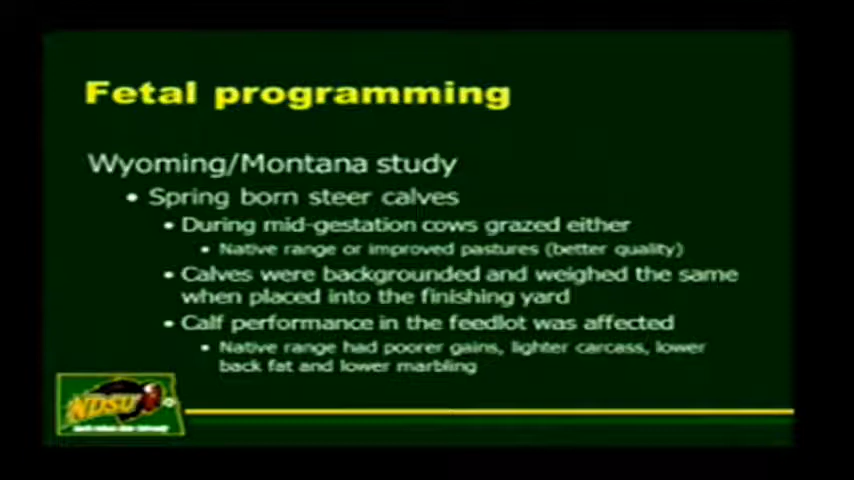 Fetal programming
Wyoming/Montana study
• Spring born steer calves
• During mid-gestation cows grazed either
• Native range or improved pastures (better quality)
• Calves were backgrounded and weighed the same
when placed into the finishing yard
• Calf performance in the feedlot was affected
• Native range had poorer gains, lighter carcass, lower
back fat and lower marbling
NDSU